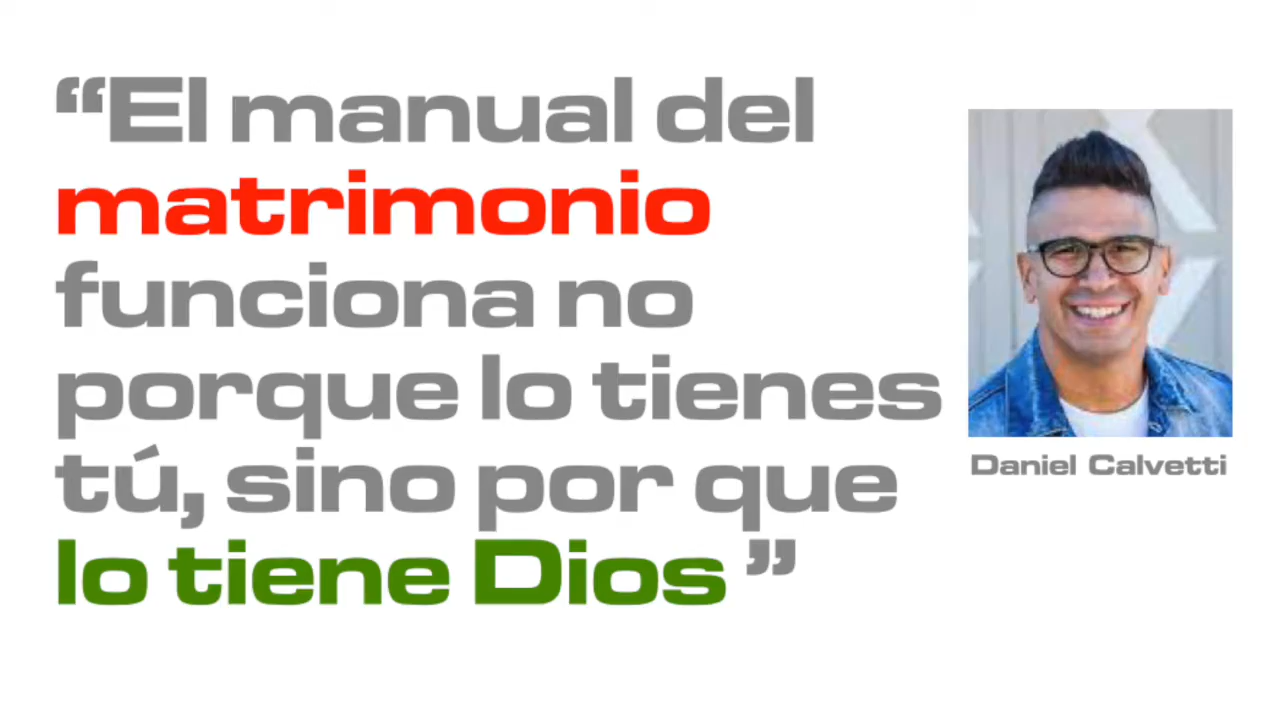 “El manual del
matrimonio
funciona no
porque lo tienes
tú, sino por que
lo tiene Dios”
Daniel Calvetti